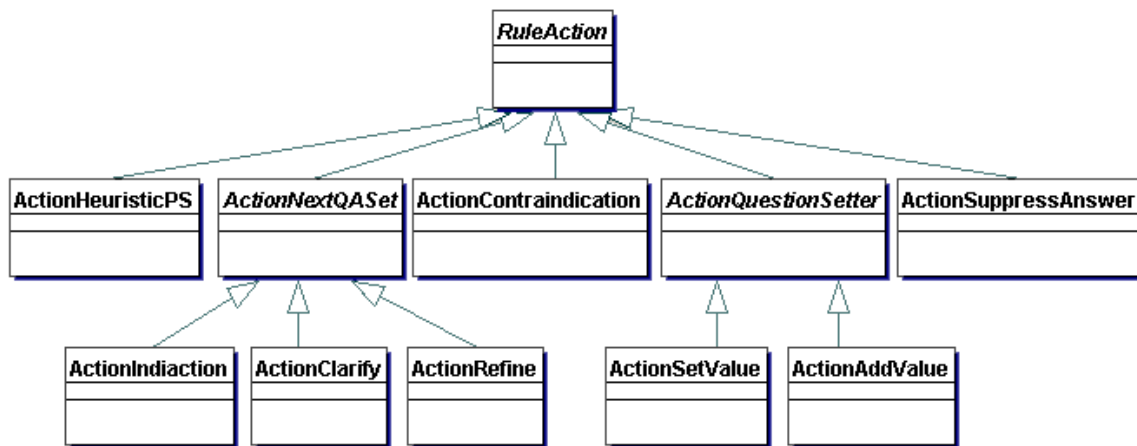 RuleAction
ActionHeuristicPS
ActionNextQASet
ActionContraindication
ActionQuestionSetter
ActionSuppressAnswer
ActionIndiaction
ActionClarify
ActionRefine
ActionSetValue
ActionAddValue